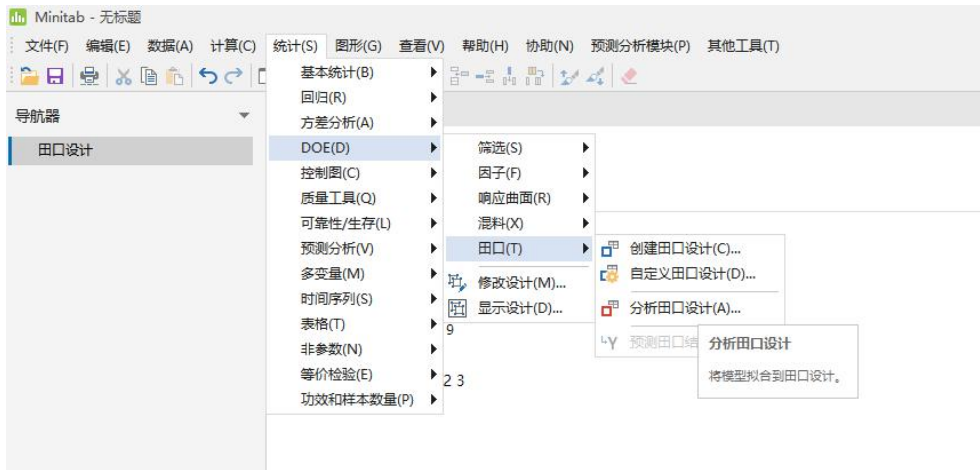 Minitab - 无标题
文件(F) 编辑(E) 数据(A) 计算(C) 统计(S) 图形(G) 查看(V) 帮助(H) 协助(N) 预测分析模块(P) 其他工具(T)
导航器
田口设计
基本统计(B)
回归(R)
方差分析(A)
DOE(D)
控制图(C)
质量工具(Q)
可靠性/生存(L)
预测分析(V)
多变量(M)
时间序列(S)
表格(T)
非参数(N)
等价检验(E)
功效和样本数量(P)
筛选(S)
因子(F)
响应曲面(R)
混料(X)
田口(T)
修改设计(M)...
显示设计(D)...
9
2 3
创建田口设计(C)...
自定义田口设计(D)...
分析田口设计(A)...
预测田口结
分析田口设计
将模型拟合到田口设计。